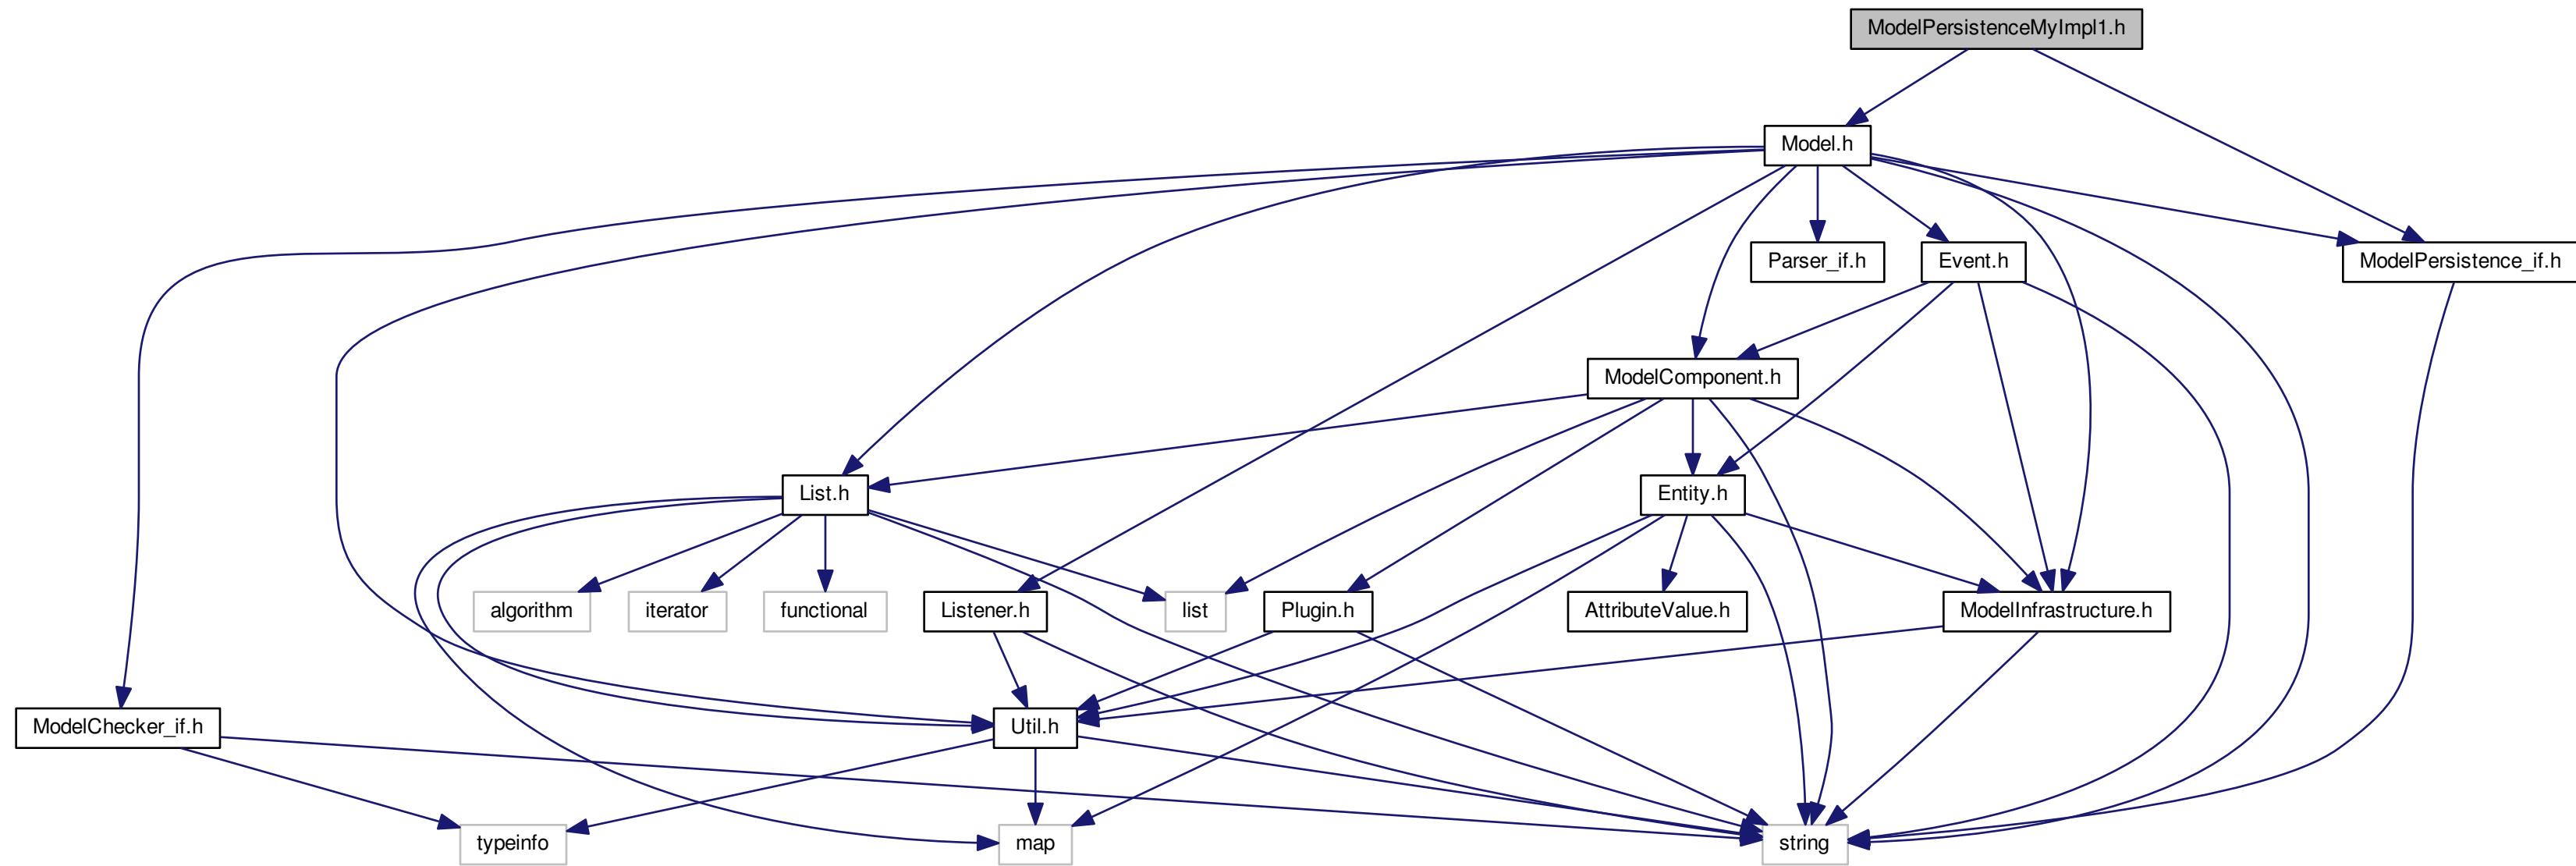 ModelPersistenceMyImpl1.h
Model.h
Parser_if.h
Event.h
ModelPersistence_if.h
ModelComponent.h
List.h
Entity.h
algorithm
iterator
functional
Listener.h
list
Plugin.h
AttributeValue.h
ModelInfrastructure.h
ModelChecker_if.h
Util.h
typeinfo
map
string